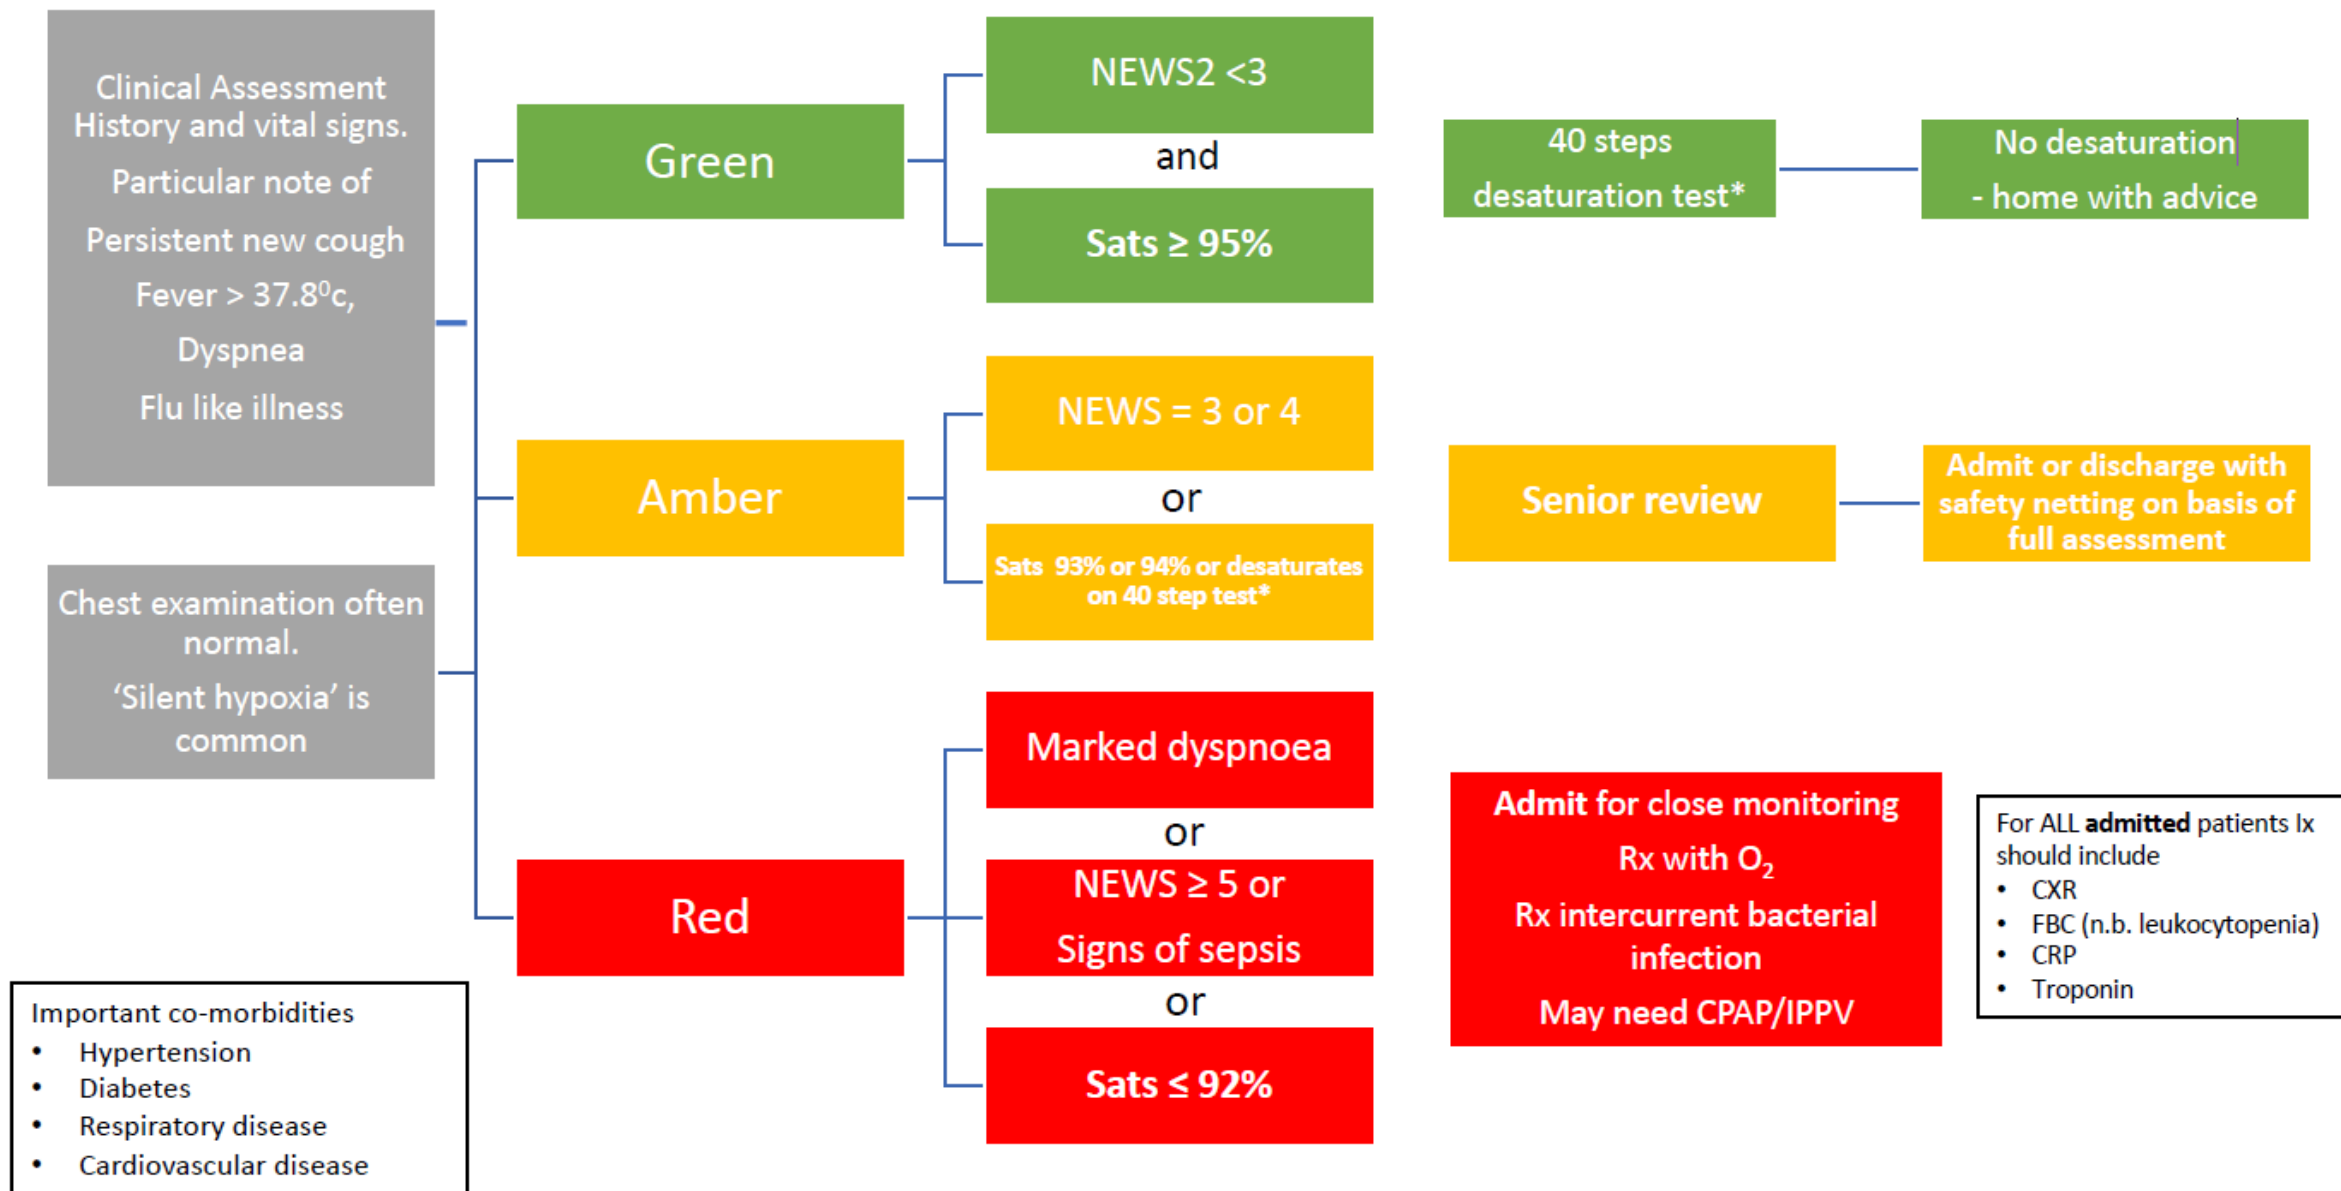 Clinical Assessment
History and vital signs.
Particular note of
Persistent new cough
Fever > 37.8⁰c,
Dyspnea
Flu like illness
Chest examination often
normal.
‘Silent hypoxia’ is
common
Important co-morbidities
• Hypertension
• Diabetes
• Respiratory disease
• Cardiovascular disease
Green
NEWS2 <3
and
Sats ≥ 95%
40 steps
desaturation test*
No desaturation
- home with advice
Amber
NEWS = 3 or 4
or
Sats 93% or 94% or desaturates
on 40 step test*
Senior review
Admit or discharge with
safety netting on basis of
full assessment
Red
Marked dyspnoea
or
NEWS ≥ 5 or
Signs of sepsis
or
Sats ≤ 92%
Admit for close monitoring
Rx with O₂
Rx intercurrent bacterial
infection
May need CPAP/IPPV
For ALL admitted patients Ix
should include
• CXR
• FBC (n.b. leukocytopenia)
• CRP
• Troponin